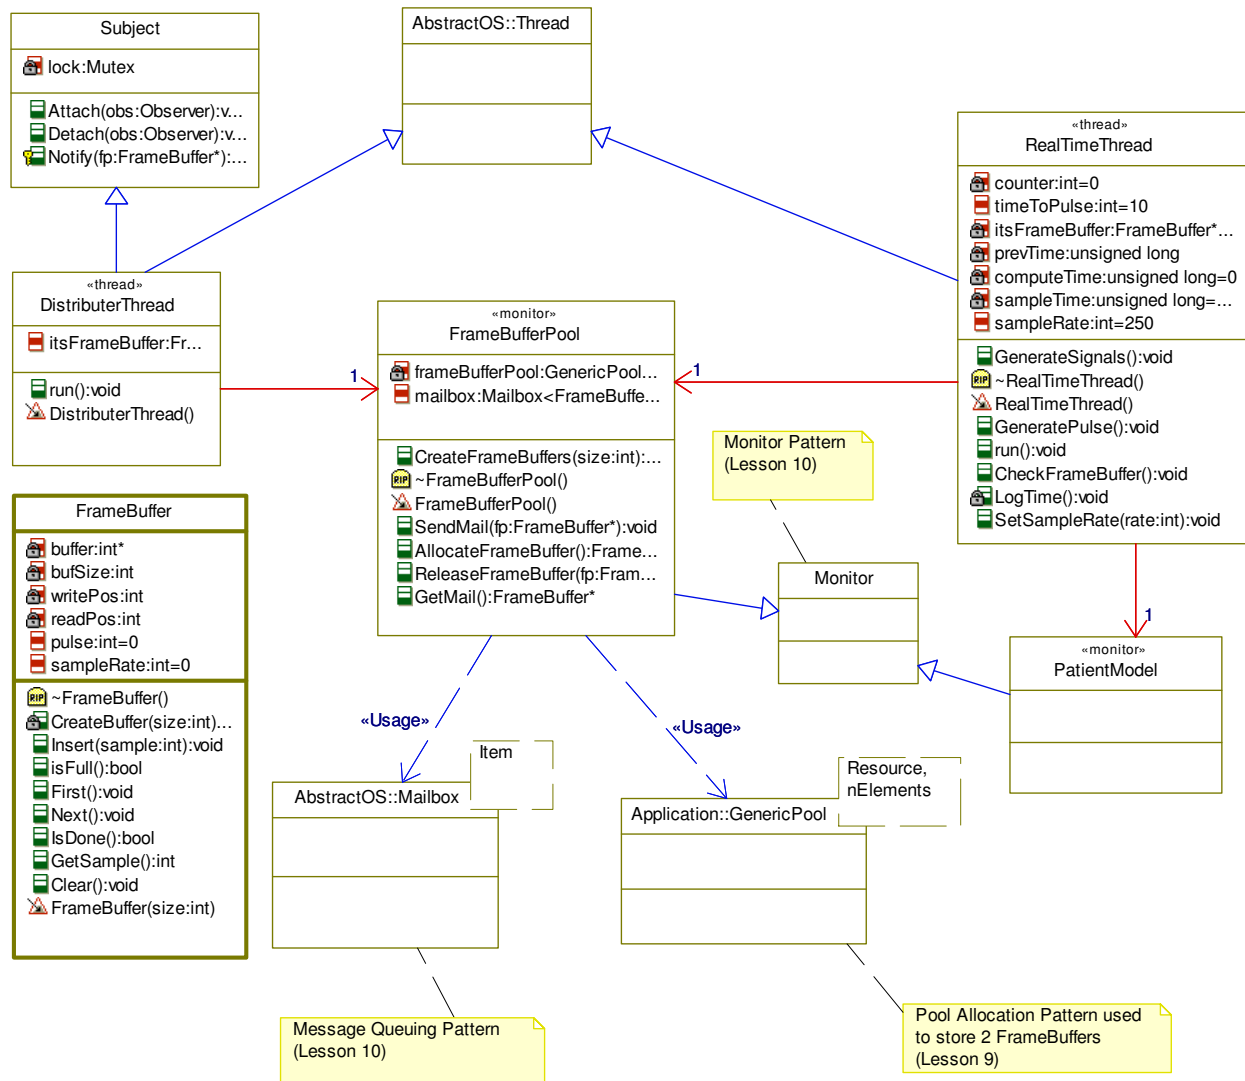 Subject
lock:Mutex
Attach(obs:Observer):v...
Detach(obs:Observer):v...
Notify(fp:FrameBuffer*):...
AbstractOS::Thread
«thread»
RealTimeThread
counter:int=0
timeToPulse:int=10
itsFrameBuffer:FrameBuffer*...
prevTime:unsigned long
computeTime:unsigned long=0
sampleTime:unsigned long=...
sampleRate:int=250
GenerateSignals():void
RIP ~RealTimeThread()
RealTimeThread()
GeneratePulse():void
run():void
CheckFrameBuffer():void
LogTime():void
SetSampleRate(rate:int):void
«thread»
DistributerThread
itsFrameBuffer:Fr...
run():void
DistributerThread()
1
«monitor»
FrameBufferPool
frameBufferPool:GenericPool...
mailbox:Mailbox<FrameBuffe...
CreateFrameBuffers(size:int):...
RIP ~FrameBufferPool()
FrameBufferPool()
SendMail(fp:FrameBuffer*):void
AllocateFrameBuffer():Frame...
ReleaseFrameBuffer(fp:Fram...
GetMail():FrameBuffer*
1
Monitor Pattern
(Lesson 10)
FrameBuffer
buffer:int*
bufSize:int
writePos:int
readPos:int
pulse:int=0
sampleRate:int=0
RIP ~FrameBuffer()
CreateBuffer(size:int)...
Insert(sample:int):void
isFull():bool
First():void
Next():void
IsDone():bool
GetSample():int
Clear():void
FrameBuffer(size:int)
Monitor
1
«monitor»
PatientModel
«Usage»
«Usage»
Item
AbstractOS::Mailbox
Resource,
nElements
Application::GenericPool
Message Queuing Pattern
(Lesson 10)
Pool Allocation Pattern used
to store 2 FrameBuffers
(Lesson 9)